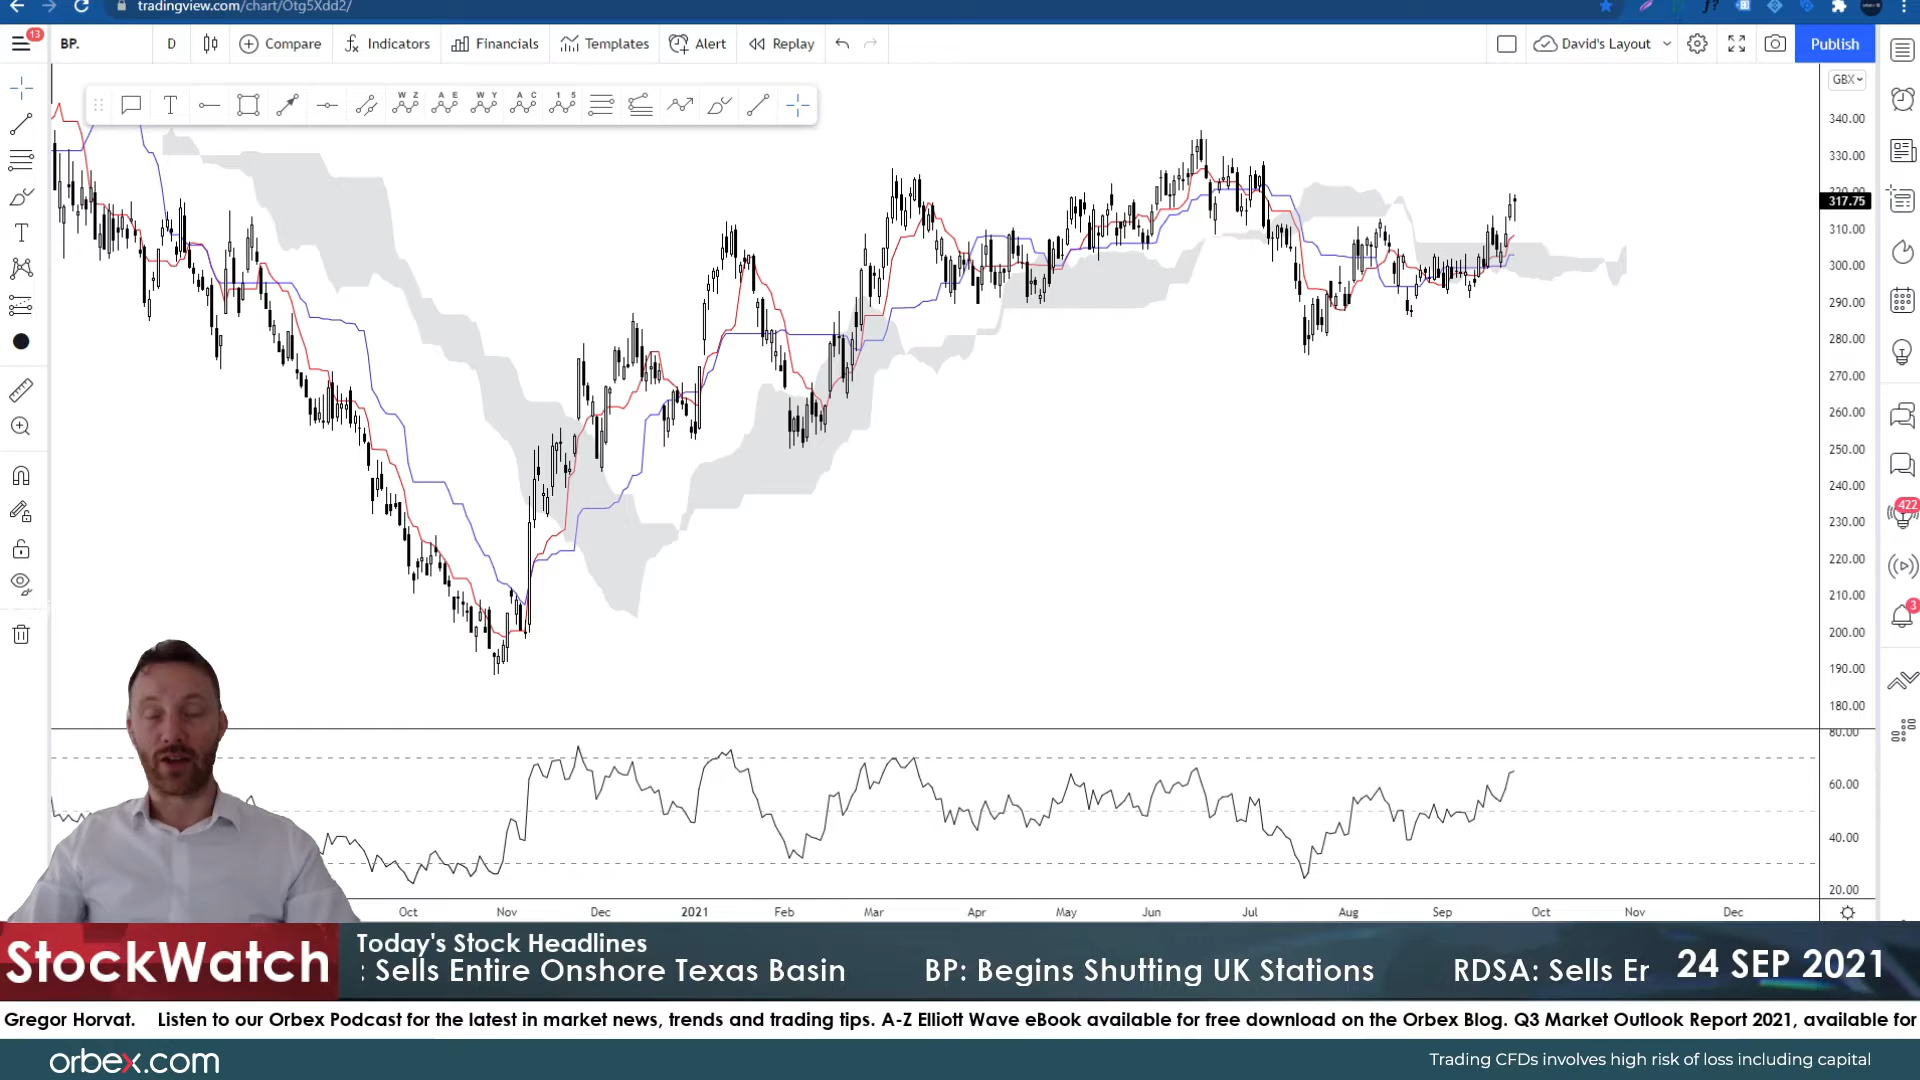 tradingview.com/chart/Otg5Xdd2/
13
BP.
D
Compare
Indicators
Financials
Templates
Alert
Replay
David's Layout
Publish
T
W Z
A E
W Y
A C
1 5
GBX
340.00
330.00
320.00
317.75
310.00
300.00
290.00
280.00
270.00
260.00
250.00
240.00
230.00
220.00
210.00
200.00
190.00
180.00
80.00
60.00
40.00
20.00
422
3
Oct
Nov
Dec
2021
Feb
Mar
Apr
May
Jun
Jul
Aug
Sep
Oct
Nov
Dec
StockWatch
Today's Stock Headlines
: Sells Entire Onshore Texas Basin
BP: Begins Shutting UK Stations
RDSA: Sells Er
24 SEP 2021
Gregor Horvat. Listen to our Orbex Podcast for the latest in market news, trends and trading tips. A-Z Elliott Wave eBook available for free download on the Orbex Blog. Q3 Market Outlook Report 2021, available for
orbex.com
Trading CFDs involves high risk of loss including capital